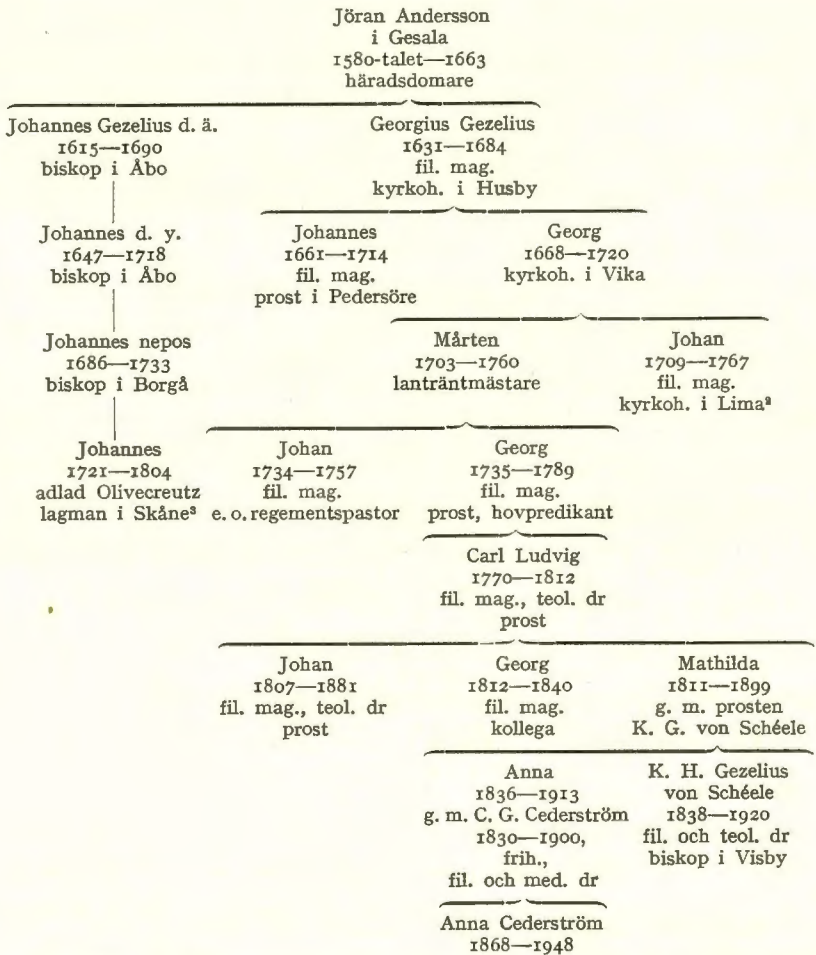 Jöran Andersson
i Gesala
1580-talet—1663
häradsdomare
Johannes Gezelius d. ä.
1615—1690
biskop i Åbo
Georgius Gezelius
1631—1684
fil. mag.
kyrkoh. i Husby
Johannes d. y.
1647—1718
biskop i Åbo
Johannes
1661—1714
fil. mag.
prost i Pedersöre
Georg
1668—1720
kyrkoh. i Vika
Johannes nepos
1686—1733
biskop i Borgå
Mårten
1703—1760
lanträntmästare
Johan
1709—1767
fil. mag.
kyrkoh. i Lima²
Johannes
1721—1804
adlad Olivecreutz
lagman i Skåne³
Johan
1734—1757
fil. mag.
e. o. regementspastor
Georg
1735—1789
fil. mag.
prost, hovpredikant
Carl Ludvig
1770—1812
fil. mag., teol. dr
prost
Johan
1807—1881
fil. mag., teol. dr
prost
Georg
1812—1840
fil. mag.
kollega
Mathilda
1811—1899
g. m. prosten
K. G. von Schéele
Anna
1836—1913
g. m. C. G. Cederström
1830—1900,
frih.,
fil. och med. dr
K. H. Gezelius
von Schéele
1838—1920
fil. och teol. dr
biskop i Visby
Anna Cederström
1868—1948